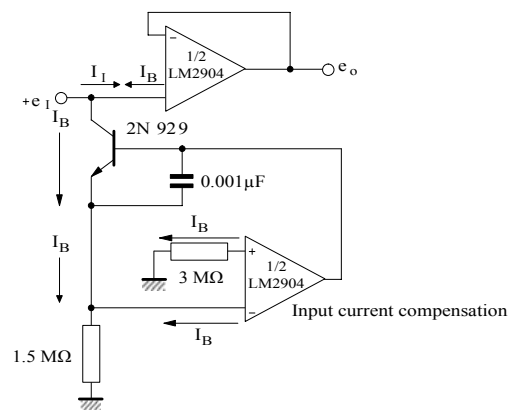 −
1/2
LM2904
I I
I B
e o
+e I
I B
2N 929
0.001µF
I B
I B
+
3 MΩ
1/2
LM2904
−
Input current compensation
I B
1.5 MΩ